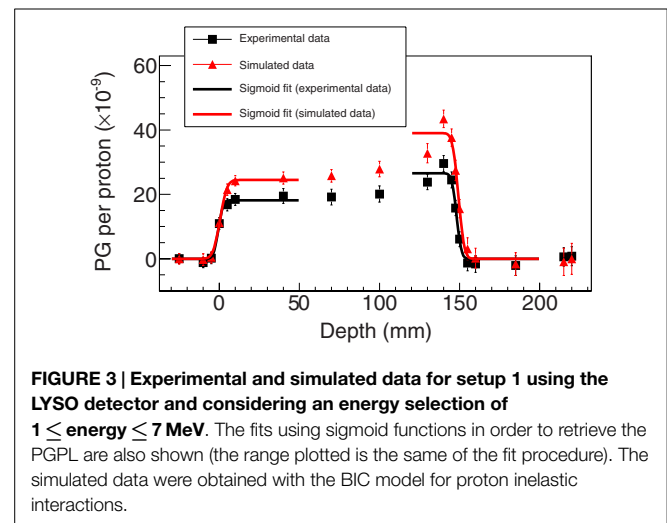 Experimental data
Simulated data
Sigmoid fit (experimental data)
Sigmoid fit (simulated data)
PG per proton (×10⁻⁹)
60
40
20
0
0 50 100 150 200
Depth (mm)
FIGURE 3 | Experimental and simulated data for setup 1 using the
LYSO detector and considering an energy selection of
1 ≤ energy ≤ 7 MeV. The fits using sigmoid functions in order to retrieve the
PGPL are also shown (the range plotted is the same of the fit procedure). The
simulated data were obtained with the BIC model for proton inelastic
interactions.